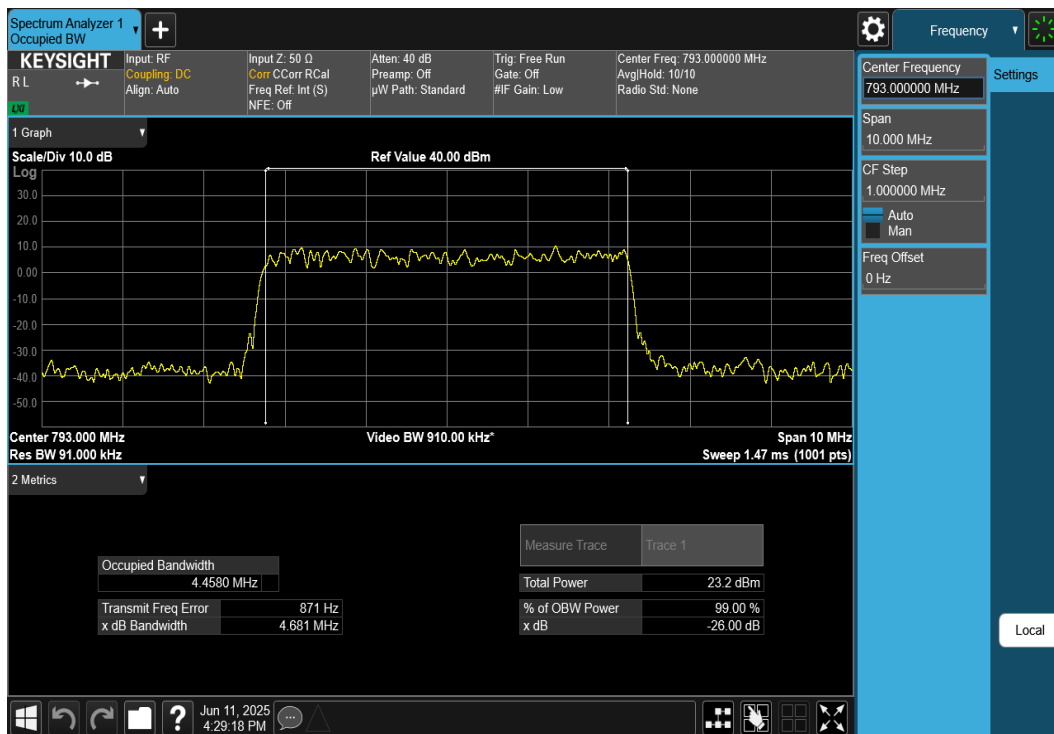 Spectrum Analyzer 1
Occupied BW
+
Frequency
KEYSIGHT
R L
LXI
Input: RF
Coupling: DC
Align: Auto
Input Z: 50 Ω
Corr CCorr RCal
Freq Ref: Int (S)
NFE: Off
Atten: 40 dB
Preamp: Off
µW Path: Standard
Trig: Free Run
Gate: Off
#IF Gain: Low
Center Freq: 793.000000 MHz
Avg|Hold: 10/10
Radio Std: None
Center Frequency
793.000000 MHz
Settings
Span
10.000 MHz
CF Step
1.000000 MHz
Auto
Man
Freq Offset
0 Hz
Local
1 Graph
Scale/Div 10.0 dB
Ref Value 40.00 dBm
Log
30.0
20.0
10.0
0.00
-10.0
-20.0
-30.0
-40.0
-50.0
Center 793.000 MHz
Video BW 910.00 kHz*
Span 10 MHz
Res BW 91.000 kHz
Sweep 1.47 ms (1001 pts)
2 Metrics
Measure Trace
Trace 1
Occupied Bandwidth
4.4580 MHz
Total Power
23.2 dBm
Transmit Freq Error
871 Hz
% of OBW Power
99.00 %
x dB Bandwidth
4.681 MHz
x dB
-26.00 dB
?
Jun 11, 2025
4:29:18 PM